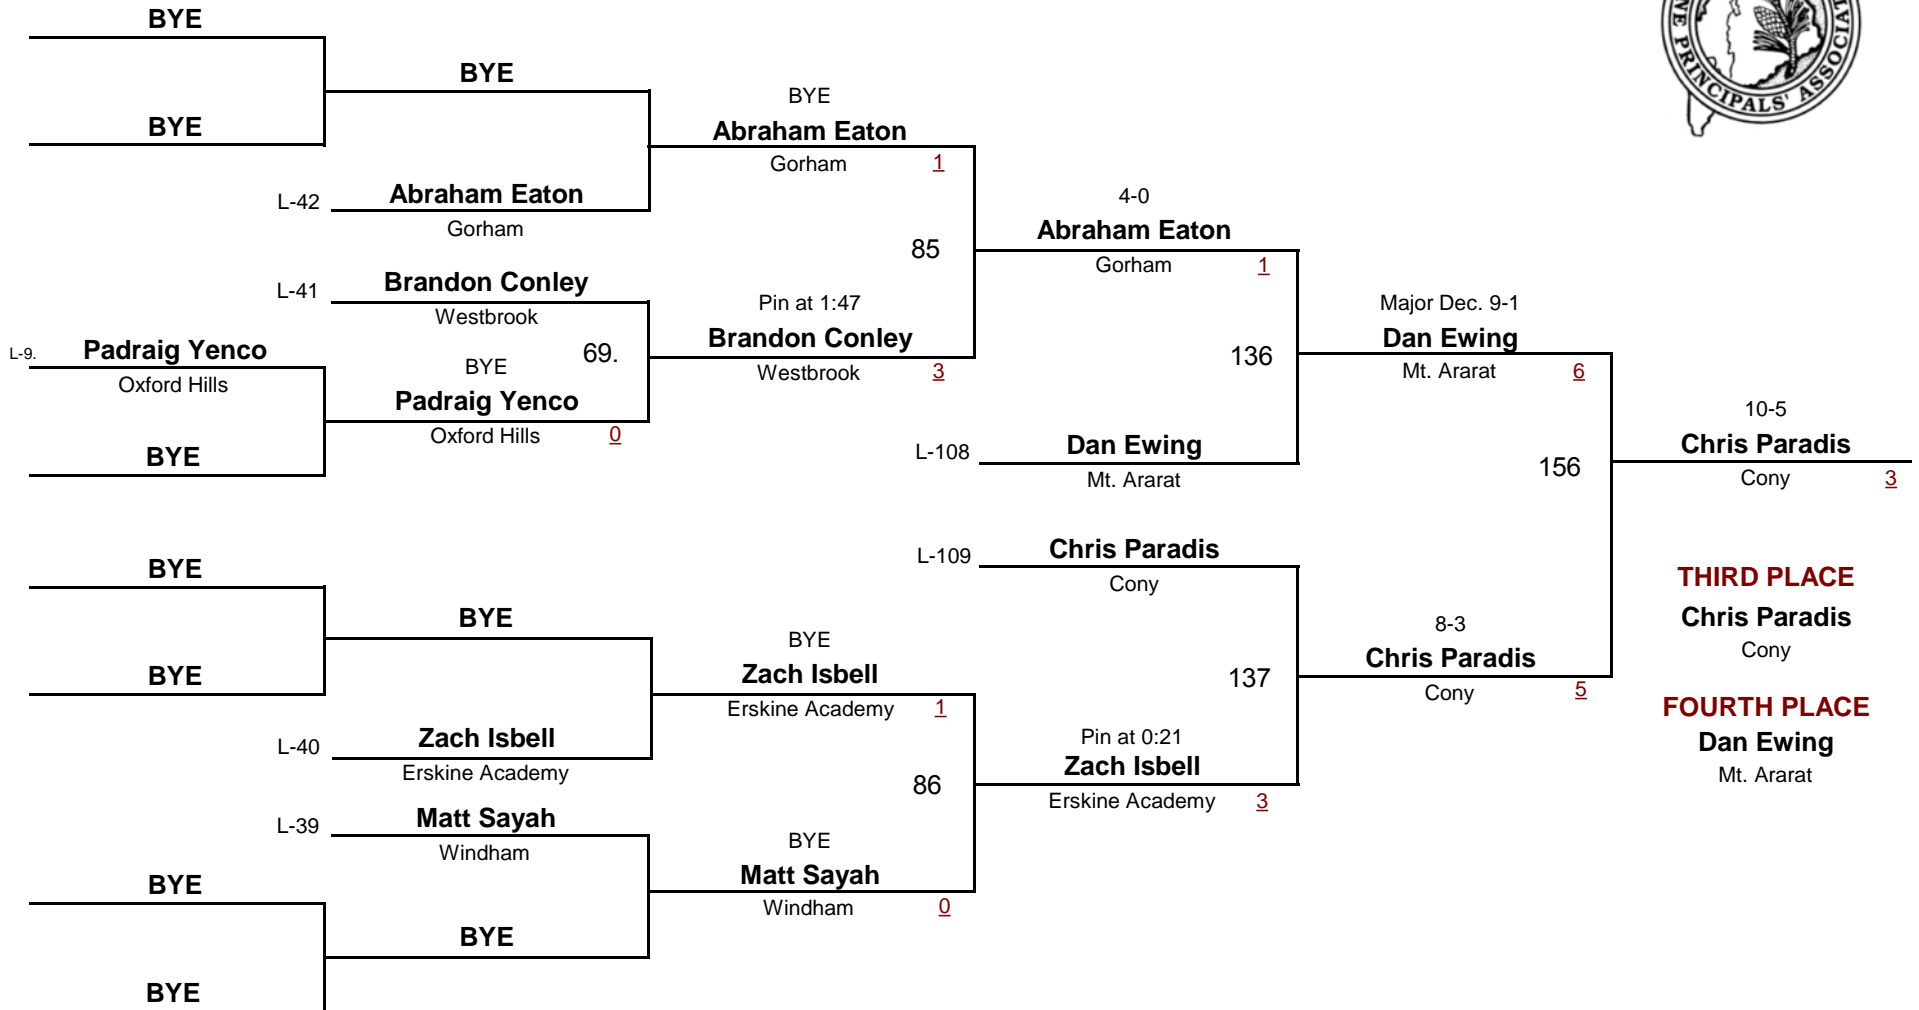 BYE
BYE
BYE
BYE
Abraham Eaton
Gorham 1
L-42 Abraham Eaton
Gorham
4-0
Abraham Eaton
Gorham 1
85
L-41 Brandon Conley
Westbrook
Pin at 1:47
Brandon Conley
Westbrook 3
L-9. Padraig Yenco
Oxford Hills
69.
BYE
Padraig Yenco
Oxford Hills 0
BYE
136
Major Dec. 9-1
Dan Ewing
Mt. Ararat 6
L-108 Dan Ewing
Mt. Ararat
156
10-5
Chris Paradis
Cony 3
BYE
BYE
BYE
L-109 Chris Paradis
Cony
BYE
Zach Isbell
Erskine Academy 1
L-40 Zach Isbell
Erskine Academy
137
8-3
Chris Paradis
Cony 5
THIRD PLACE
Chris Paradis
Cony
FOURTH PLACE
Dan Ewing
Mt. Ararat
86
Pin at 0:21
Zach Isbell
Erskine Academy 3
L-39 Matt Sayah
Windham
BYE
Matt Sayah
Windham 0
BYE
BYE
BYE
PRINCIPALS'